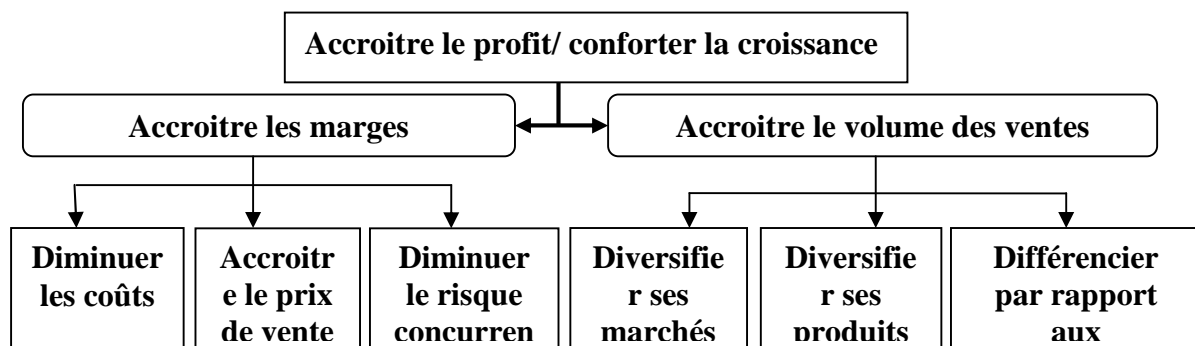 Accroitre le profit/ conforter la croissance
Accroitre les marges
Accroitre le volume des ventes
Diminuer
les coûts
Accroitr
e le prix
de vente
Diminuer
le risque
concurren
Diversifie
r ses
marchés
Diversifie
r ses
produits
Différencier
par rapport
aux